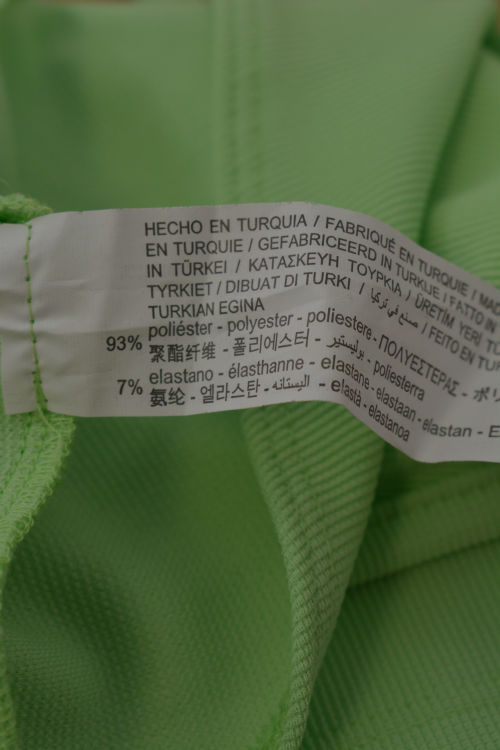 HECHO EN TURQUIA / FABRIQUÉ EN TURQUIE / MAD
EN TURQUIE / GEFABRICEERD IN TURKIJE / FATTO IN
IN TÜRKEI / ΚΑΤΑΣΚΕΥΗ ΤΟΥΡΚΙΑ / ÜRETİM YERİ TÜ
TYRKIET / DIBUAT DI TURKI / صنع في تركيا / FEITO EN TUR
TURKIAN EGINA
93% poliéster - polyester - poliestere - ΠΟΛΥΕΣΤΕΡΑΣ - ポリ
聚酯纤维 - 폴리에스터 - بوليستير - poliesterra
7% elastano - élasthanne - elastane - elastaan - elastan - E
氨纶 - 엘라스탄 - اليستانه - elastà - elastanoa